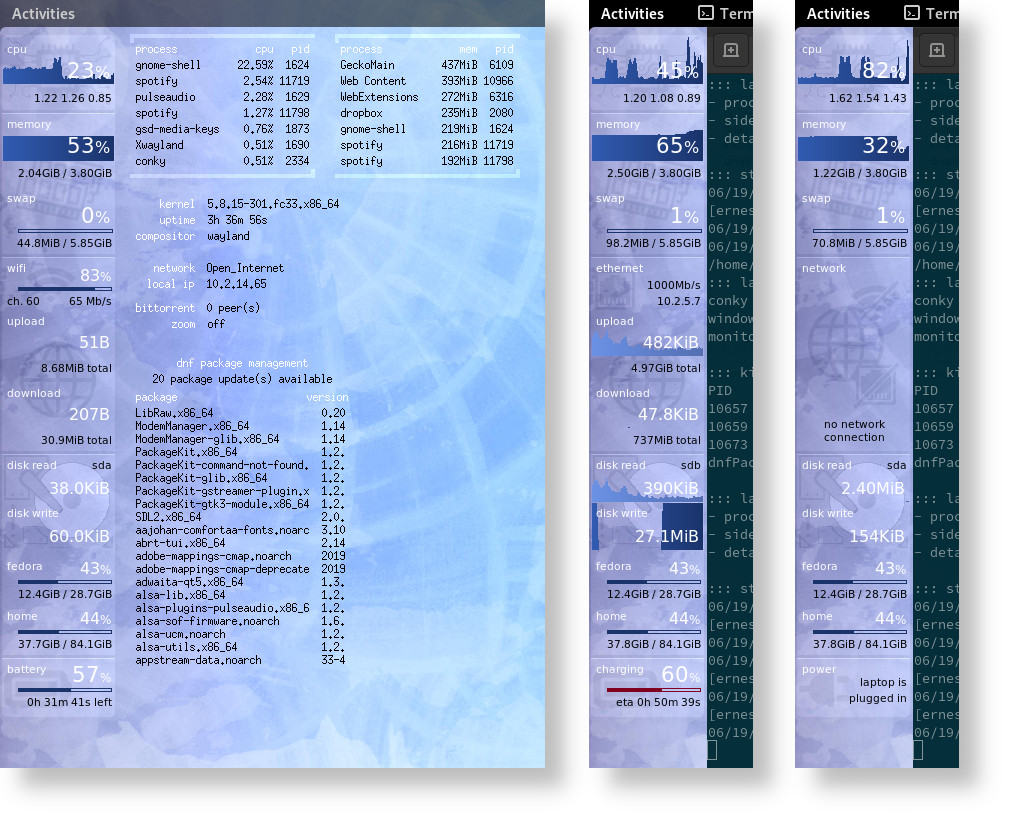 Activities
cpu
23%
1.22 1.26 0.85
memory
53%
2.04GiB / 3.80GiB
swap
0%
44.8MiB / 5.85GiB
wifi
83%
ch. 60 65 Mb/s
upload
51B
8.68MiB total
download
207B
30.9MiB total
disk read sda
38.0KiB
disk write
60.0KiB
fedora 43%
12.4GiB / 28.7GiB
home 44%
37.7GiB / 84.1GiB
battery 57%
0h 31m 41s left
process cpu pid
gnome-shell 22.59% 1624
spotify 2.54% 11719
pulseaudio 2.28% 1629
spotify 1.27% 11798
gsd-media-keys 0.76% 1873
Xwayland 0.51% 1690
conky 0.51% 2334
process mem pid
GeckoMain 437MiB 6109
Web Content 393MiB 10966
WebExtensions 272MiB 6316
dropbox 235MiB 2080
gnome-shell 219MiB 1624
spotify 216MiB 11719
spotify 192MiB 11798
kernel 5.8.15-301.fc33.x86_64
uptime 3h 36m 56s
compositor wayland
network Open_Internet
local ip 10.2.14.65
bittorrent 0 peer(s)
zoom off
dnf package management
20 package update(s) available
package version
LibRaw.x86_64 0.20
ModemManager.x86_64 1.14
ModemManager-glib.x86_64 1.14
PackageKit.x86_64 1.2.
PackageKit-command-not-found. 1.2.
PackageKit-glib.x86_64 1.2.
PackageKit-gstreamer-plugin.x 1.2.
PackageKit-gtk3-module.x86_64 1.2.
SDL2.x86_64 2.0.
aajohan-comfortaa-fonts.noarc 3.10
abrt-tui.x86_64 2.14
adobe-mappings-cmap.noarch 2019
adobe-mappings-cmap-deprecate 2019
adwaita-qt5.x86_64 1.3.
alsa-lib.x86_64 1.2.
alsa-plugins-pulseaudio.x86_6 1.2.
alsa-sof-firmware.noarch 1.6.
alsa-ucm.noarch 1.2.
alsa-utils.x86_64 1.2.
appstream-data.noarch 33-4
Activities Term
cpu
45%
1.20 1.08 0.89
memory
65%
2.50GiB / 3.80GiB
swap
1%
98.2MiB / 5.85GiB
ethernet
1000Mb/s
10.2.5.7
upload
482KiB
4.97GiB total
download
47.8KiB
737MiB total
disk read sdb
390KiB
disk write
27.1MiB
fedora 43%
12.4GiB / 28.7GiB
home 44%
37.8GiB / 84.1GiB
charging 60%
eta 0h 50m 39s
::: la
- proc
- side
- deta
::: st
06/19/
[ernes
06/19/
06/19/
/home/
::: la
conky
window
monito
::: ki
PID
10657
10659
10673
dnfPac
::: la
- proc
- side
- deta
::: st
06/19/
[ernes
06/19/
06/19/
[ernes
06/19/
[ernes
06/19/
Activities Term
cpu
82%
1.62 1.54 1.43
memory
32%
1.22GiB / 3.80GiB
swap
1%
70.8MiB / 5.85GiB
network
no network
connection
disk read sda
2.40MiB
disk write
154KiB
fedora 43%
12.4GiB / 28.7GiB
home 44%
37.8GiB / 84.1GiB
power
laptop is
plugged in
::: la
- proc
- side
- deta
::: st
06/19/
[ernes
06/19/
06/19/
/home/
::: la
conky
window
monito
::: ki
PID
10657
10659
10673
dnfPac
::: la
- proc
- side
- deta
::: st
06/19/
[ernes
06/19/
06/19/
[ernes
06/19/
[ernes
06/19/